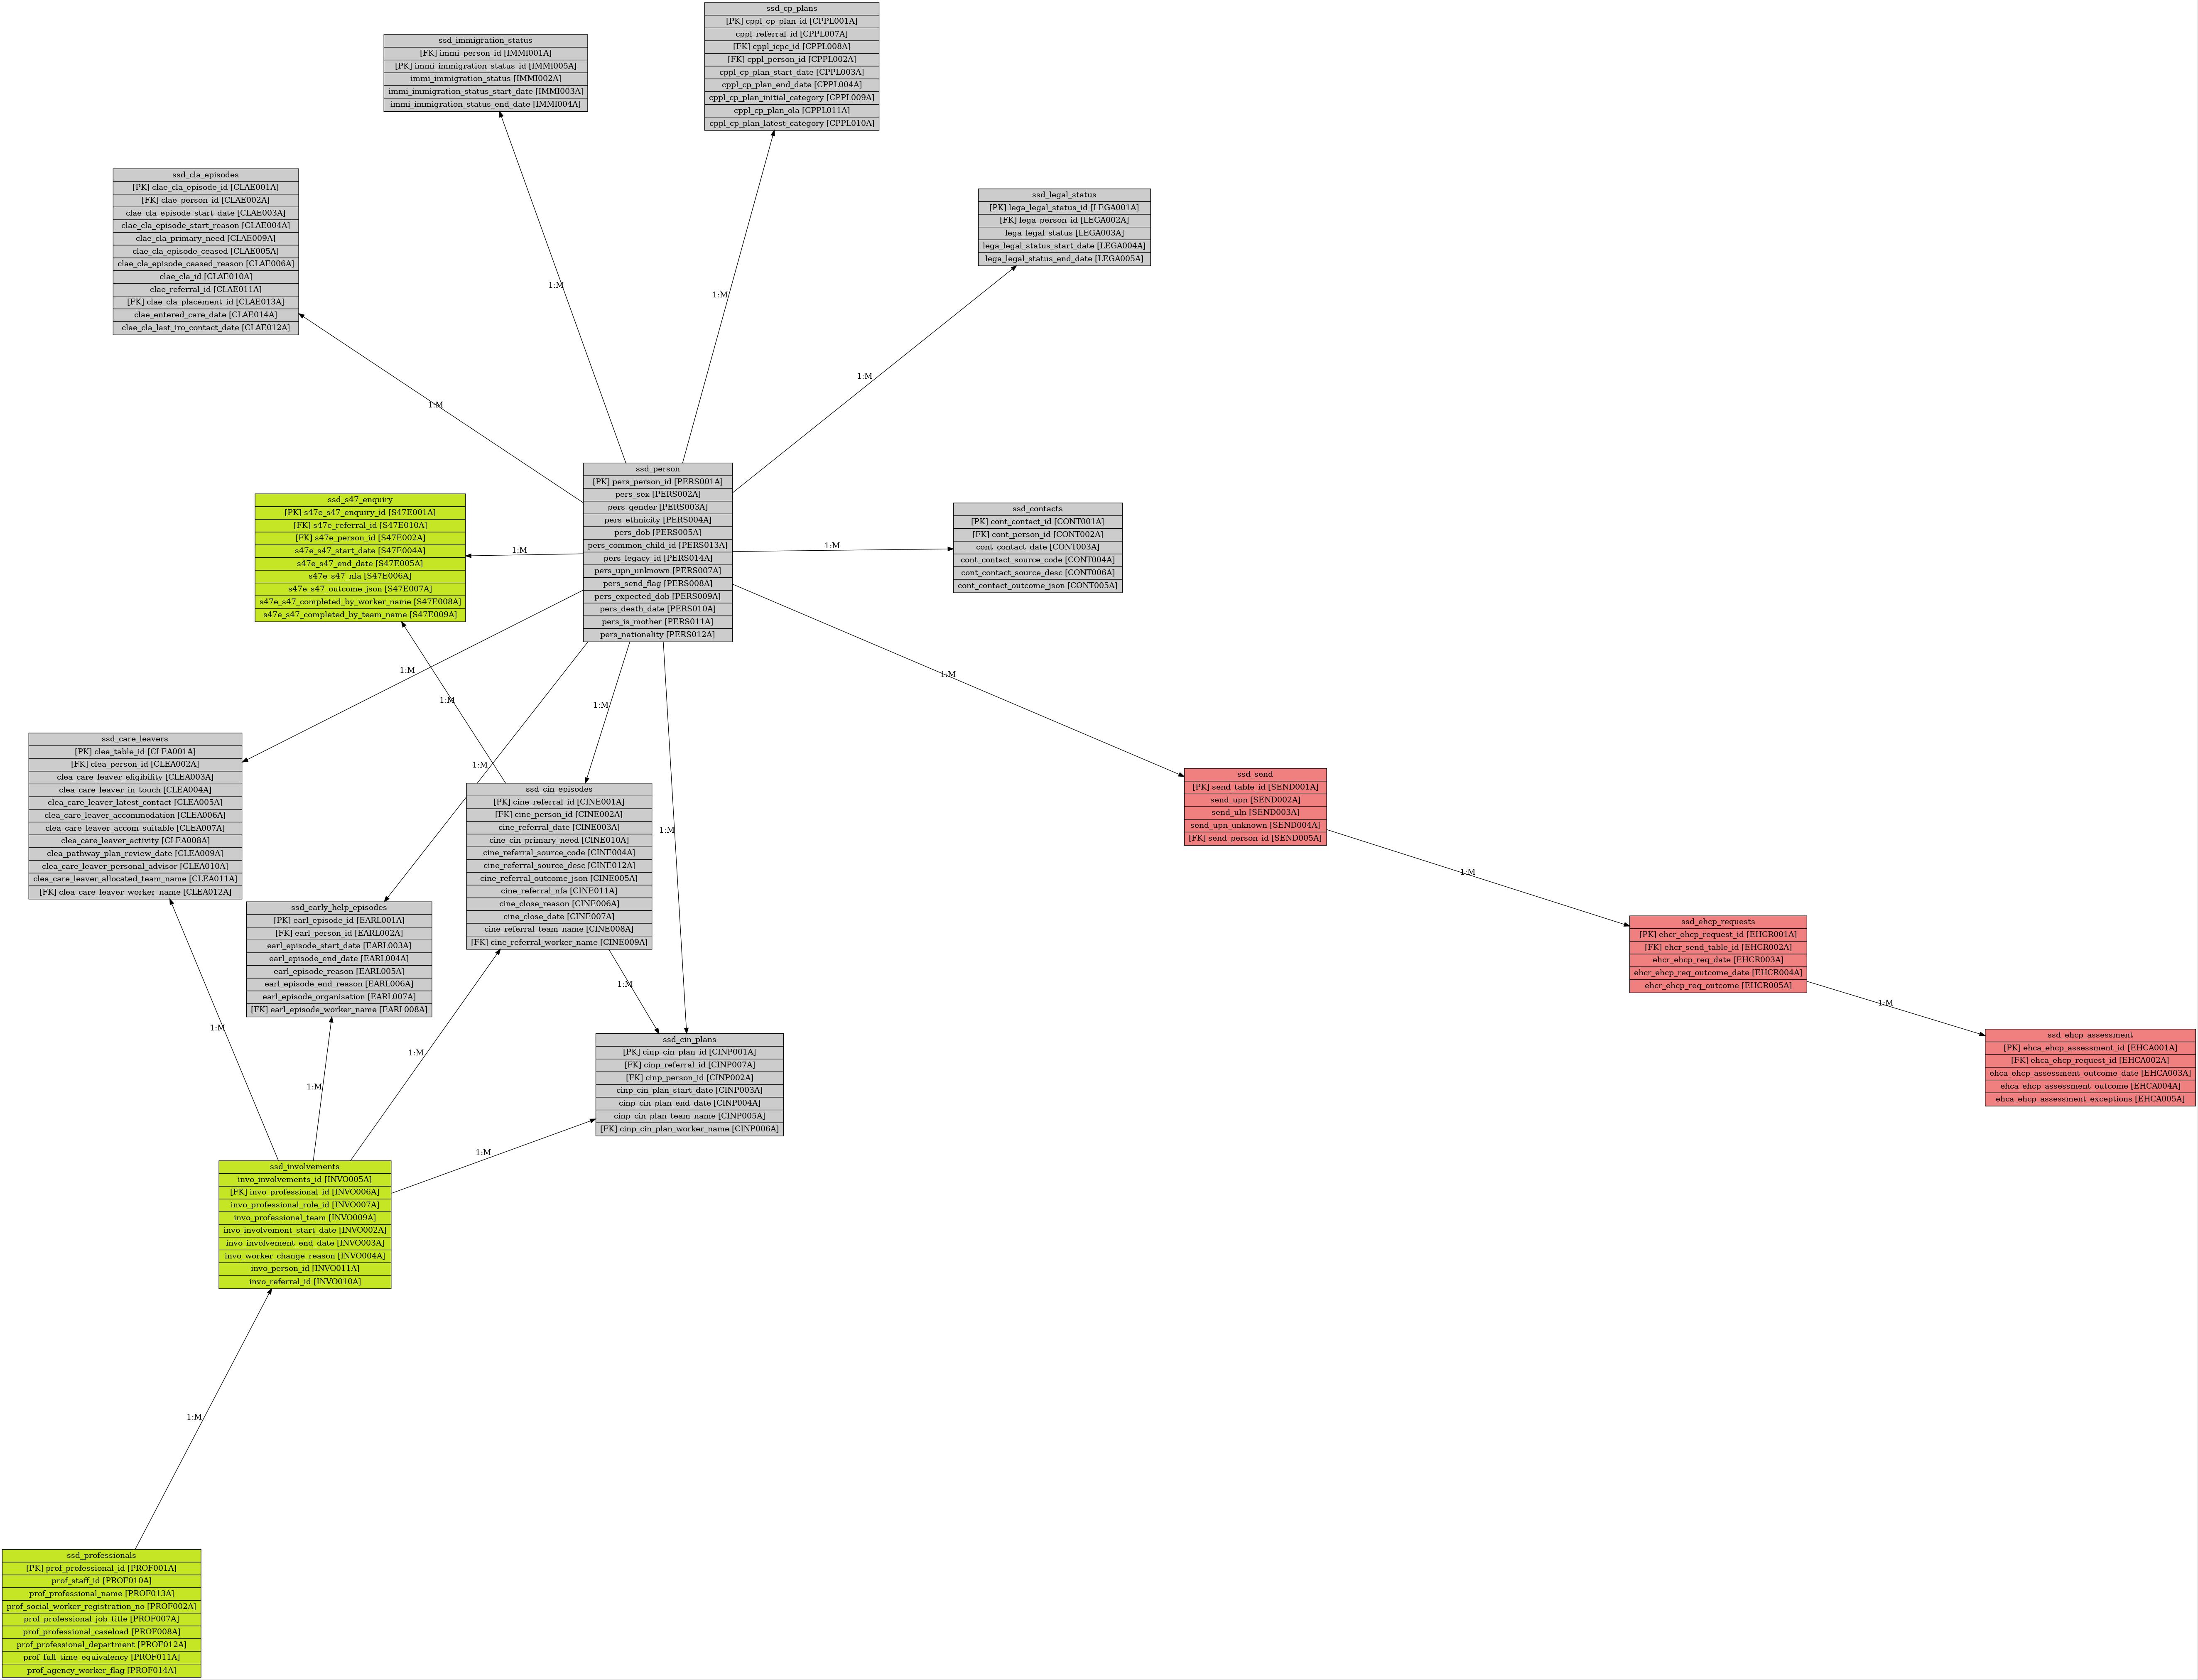 ssd_cp_plans
[PK] cppl_cp_plan_id [CPPL001A]
cppl_referral_id [CPPL007A]
[FK] cppl_icpc_id [CPPL008A]
[FK] cppl_person_id [CPPL002A]
cppl_cp_plan_start_date [CPPL003A]
cppl_cp_plan_end_date [CPPL004A]
cppl_cp_plan_initial_category [CPPL009A]
cppl_cp_plan_ola [CPPL011A]
cppl_cp_plan_latest_category [CPPL010A]
ssd_immigration_status
[FK] immi_person_id [IMMI001A]
[PK] immi_immigration_status_id [IMMI005A]
immi_immigration_status [IMMI002A]
immi_immigration_status_start_date [IMMI003A]
immi_immigration_status_end_date [IMMI004A]
ssd_cla_episodes
[PK] clae_cla_episode_id [CLAE001A]
[FK] clae_person_id [CLAE002A]
clae_cla_episode_start_date [CLAE003A]
clae_cla_episode_start_reason [CLAE004A]
clae_cla_primary_need [CLAE009A]
clae_cla_episode_ceased [CLAE005A]
clae_cla_episode_ceased_reason [CLAE006A]
clae_cla_id [CLAE010A]
clae_referral_id [CLAE011A]
[FK] clae_cla_placement_id [CLAE013A]
clae_entered_care_date [CLAE014A]
clae_cla_last_iro_contact_date [CLAE012A]
ssd_legal_status
[PK] lega_legal_status_id [LEGA001A]
[FK] lega_person_id [LEGA002A]
lega_legal_status [LEGA003A]
lega_legal_status_start_date [LEGA004A]
lega_legal_status_end_date [LEGA005A]
1:M
1:M
1:M
1:M
ssd_person
[PK] pers_person_id [PERS001A]
pers_sex [PERS002A]
pers_gender [PERS003A]
pers_ethnicity [PERS004A]
pers_dob [PERS005A]
pers_common_child_id [PERS013A]
pers_legacy_id [PERS014A]
pers_upn_unknown [PERS007A]
pers_send_flag [PERS008A]
pers_expected_dob [PERS009A]
pers_death_date [PERS010A]
pers_is_mother [PERS011A]
pers_nationality [PERS012A]
ssd_s47_enquiry
[PK] s47e_s47_enquiry_id [S47E001A]
[FK] s47e_referral_id [S47E010A]
[FK] s47e_person_id [S47E002A]
s47e_s47_start_date [S47E004A]
s47e_s47_end_date [S47E005A]
s47e_s47_nfa [S47E006A]
s47e_s47_outcome_json [S47E007A]
s47e_s47_completed_by_worker_name [S47E008A]
s47e_s47_completed_by_team_name [S47E009A]
1:M
1:M
ssd_contacts
[PK] cont_contact_id [CONT001A]
[FK] cont_person_id [CONT002A]
cont_contact_date [CONT003A]
cont_contact_source_code [CONT004A]
cont_contact_source_desc [CONT006A]
cont_contact_outcome_json [CONT005A]
1:M
1:M
1:M
1:M
1:M
1:M
ssd_care_leavers
[PK] clea_table_id [CLEA001A]
[FK] clea_person_id [CLEA002A]
clea_care_leaver_eligibility [CLEA003A]
clea_care_leaver_in_touch [CLEA004A]
clea_care_leaver_latest_contact [CLEA005A]
clea_care_leaver_accommodation [CLEA006A]
clea_care_leaver_accom_suitable [CLEA007A]
clea_care_leaver_activity [CLEA008A]
clea_pathway_plan_review_date [CLEA009A]
clea_care_leaver_personal_advisor [CLEA010A]
clea_care_leaver_allocated_team_name [CLEA011A]
[FK] clea_care_leaver_worker_name [CLEA012A]
ssd_send
[PK] send_table_id [SEND001A]
send_upn [SEND002A]
send_uln [SEND003A]
send_upn_unknown [SEND004A]
[FK] send_person_id [SEND005A]
ssd_cin_episodes
[PK] cine_referral_id [CINE001A]
[FK] cine_person_id [CINE002A]
cine_referral_date [CINE003A]
cine_cin_primary_need [CINE010A]
cine_referral_source_code [CINE004A]
cine_referral_source_desc [CINE012A]
cine_referral_outcome_json [CINE005A]
cine_referral_nfa [CINE011A]
cine_close_reason [CINE006A]
cine_close_date [CINE007A]
cine_referral_team_name [CINE008A]
[FK] cine_referral_worker_name [CINE009A]
1:M
ssd_early_help_episodes
[PK] earl_episode_id [EARL001A]
[FK] earl_person_id [EARL002A]
earl_episode_start_date [EARL003A]
earl_episode_end_date [EARL004A]
earl_episode_reason [EARL005A]
earl_episode_end_reason [EARL006A]
earl_episode_organisation [EARL007A]
[FK] earl_episode_worker_name [EARL008A]
ssd_ehcp_requests
[PK] ehcr_ehcp_request_id [EHCR001A]
[FK] ehcr_send_table_id [EHCR002A]
ehcr_ehcp_req_date [EHCR003A]
ehcr_ehcp_req_outcome_date [EHCR004A]
ehcr_ehcp_req_outcome [EHCR005A]
1:M
1:M
1:M
1:M
1:M
ssd_ehcp_assessment
[PK] ehca_ehcp_assessment_id [EHCA001A]
[FK] ehca_ehcp_request_id [EHCA002A]
ehca_ehcp_assessment_outcome_date [EHCA003A]
ehca_ehcp_assessment_outcome [EHCA004A]
ehca_ehcp_assessment_exceptions [EHCA005A]
ssd_cin_plans
[PK] cinp_cin_plan_id [CINP001A]
[FK] cinp_referral_id [CINP007A]
[FK] cinp_person_id [CINP002A]
cinp_cin_plan_start_date [CINP003A]
cinp_cin_plan_end_date [CINP004A]
cinp_cin_plan_team_name [CINP005A]
[FK] cinp_cin_plan_worker_name [CINP006A]
1:M
ssd_involvements
invo_involvements_id [INVO005A]
[FK] invo_professional_id [INVO006A]
invo_professional_role_id [INVO007A]
invo_professional_team [INVO009A]
invo_involvement_start_date [INVO002A]
invo_involvement_end_date [INVO003A]
invo_worker_change_reason [INVO004A]
invo_person_id [INVO011A]
invo_referral_id [INVO010A]
1:M
ssd_professionals
[PK] prof_professional_id [PROF001A]
prof_staff_id [PROF010A]
prof_professional_name [PROF013A]
prof_social_worker_registration_no [PROF002A]
prof_professional_job_title [PROF007A]
prof_professional_caseload [PROF008A]
prof_professional_department [PROF012A]
prof_full_time_equivalency [PROF011A]
prof_agency_worker_flag [PROF014A]